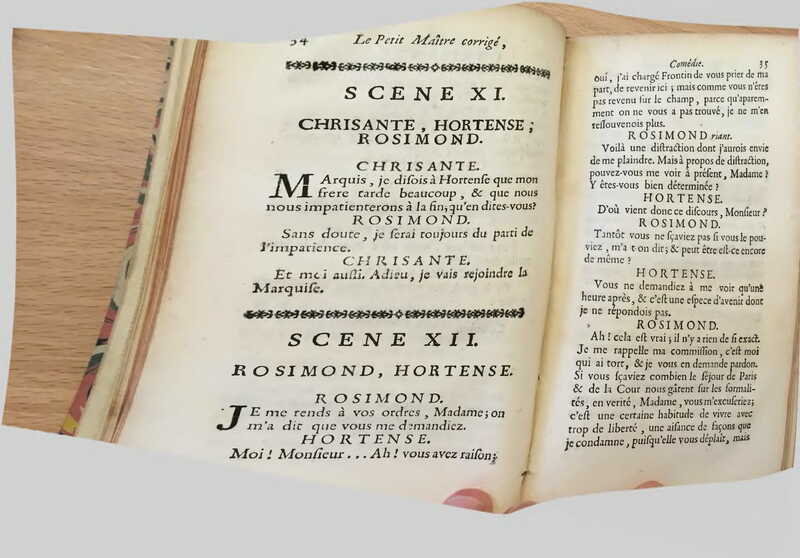 34 Le Petit Maître corrigé,
SCENE XI.
CHRISANTE, HORTENSE;
ROSIMOND.
CHRISANTE.
Marquis, je disois à Hortense que mon
frere tarde beaucoup, & que nous
nous impatienterons à la fin; qu'en dites-vous?
ROSIMOND.
Sans doute, je serai toujours du parti de
l'impatience.
CHRISANTE.
Et moi aussi. Adieu, je vais rejoindre la
Marquise.
SCENE XII.
ROSIMOND, HORTENSE.
ROSIMOND.
JE me rends à vos ordres, Madame; on
m'a dit que vous me demandiez.
HORTENSE.
Moi! Monsieur... Ah! vous avez raison;
Comédie. 35
oui, j'ai chargé Frontin de vous prier de ma
part, de revenir ici; mais comme vous n'êtes
pas revenu sur le champ, parce qu'aparem-
ment on ne vous a pas trouvé, je ne m'en
ressouvenois plus.
ROSIMOND riant.
Voilà une distraction dont j'aurois envie
de me plaindre. Mais à propos de distraction,
pouvez-vous me voir à présent, Madame?
Y êtes-vous bien déterminée?
HORTENSE.
D'où vient donc ce discours, Monsieur?
ROSIMOND.
Tantôt vous ne sçaviez pas si vous le pou-
viez, m'a t-on dit; & peut être est-ce encore
de même?
HORTENSE.
Vous ne demandiez à me voir qu'une
heure après, & c'est une espece d'avenir dont
je ne répondois pas.
ROSIMOND.
Ah! cela est vrai; il n'y a rien de si exact.
Je me rappelle ma commission, c'est moi
qui ai tort, & je vous en demande pardon.
Si vous sçaviez combien le séjour de Paris
& de la Cour nous gâtent sur les formali-
tés, en verité, Madame, vous m'excuseriez;
c'est une certaine habitude de vivre avec
trop de liberté, une aisance de façons que
je condamne, puisqu'elle vous déplaît, mais